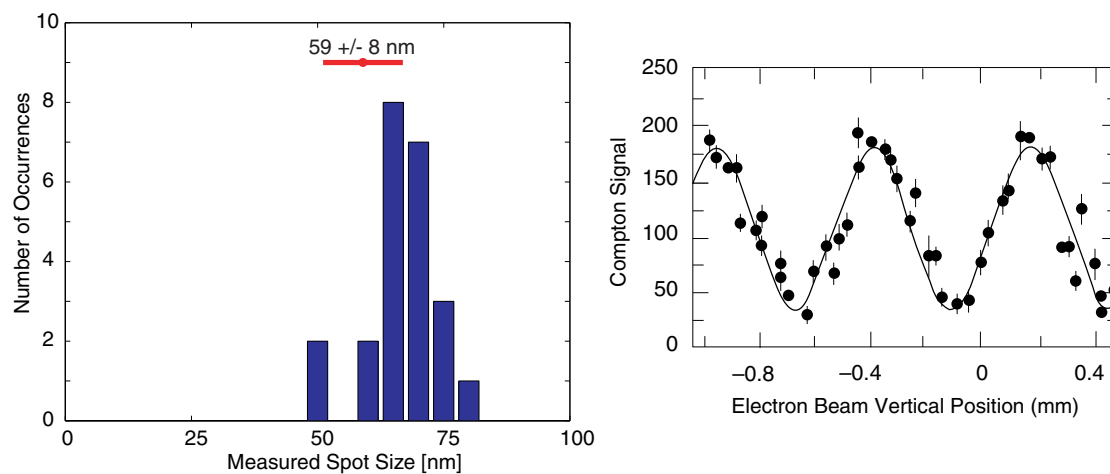 10
8
6
4
2
0
Number of Occurrences
59 +/- 8 nm
0 25 50 75 100
Measured Spot Size [nm]
250
200
150
100
50
0
Compton Signal
–0.8 –0.4 0 0.4
Electron Beam Vertical Position (mm)